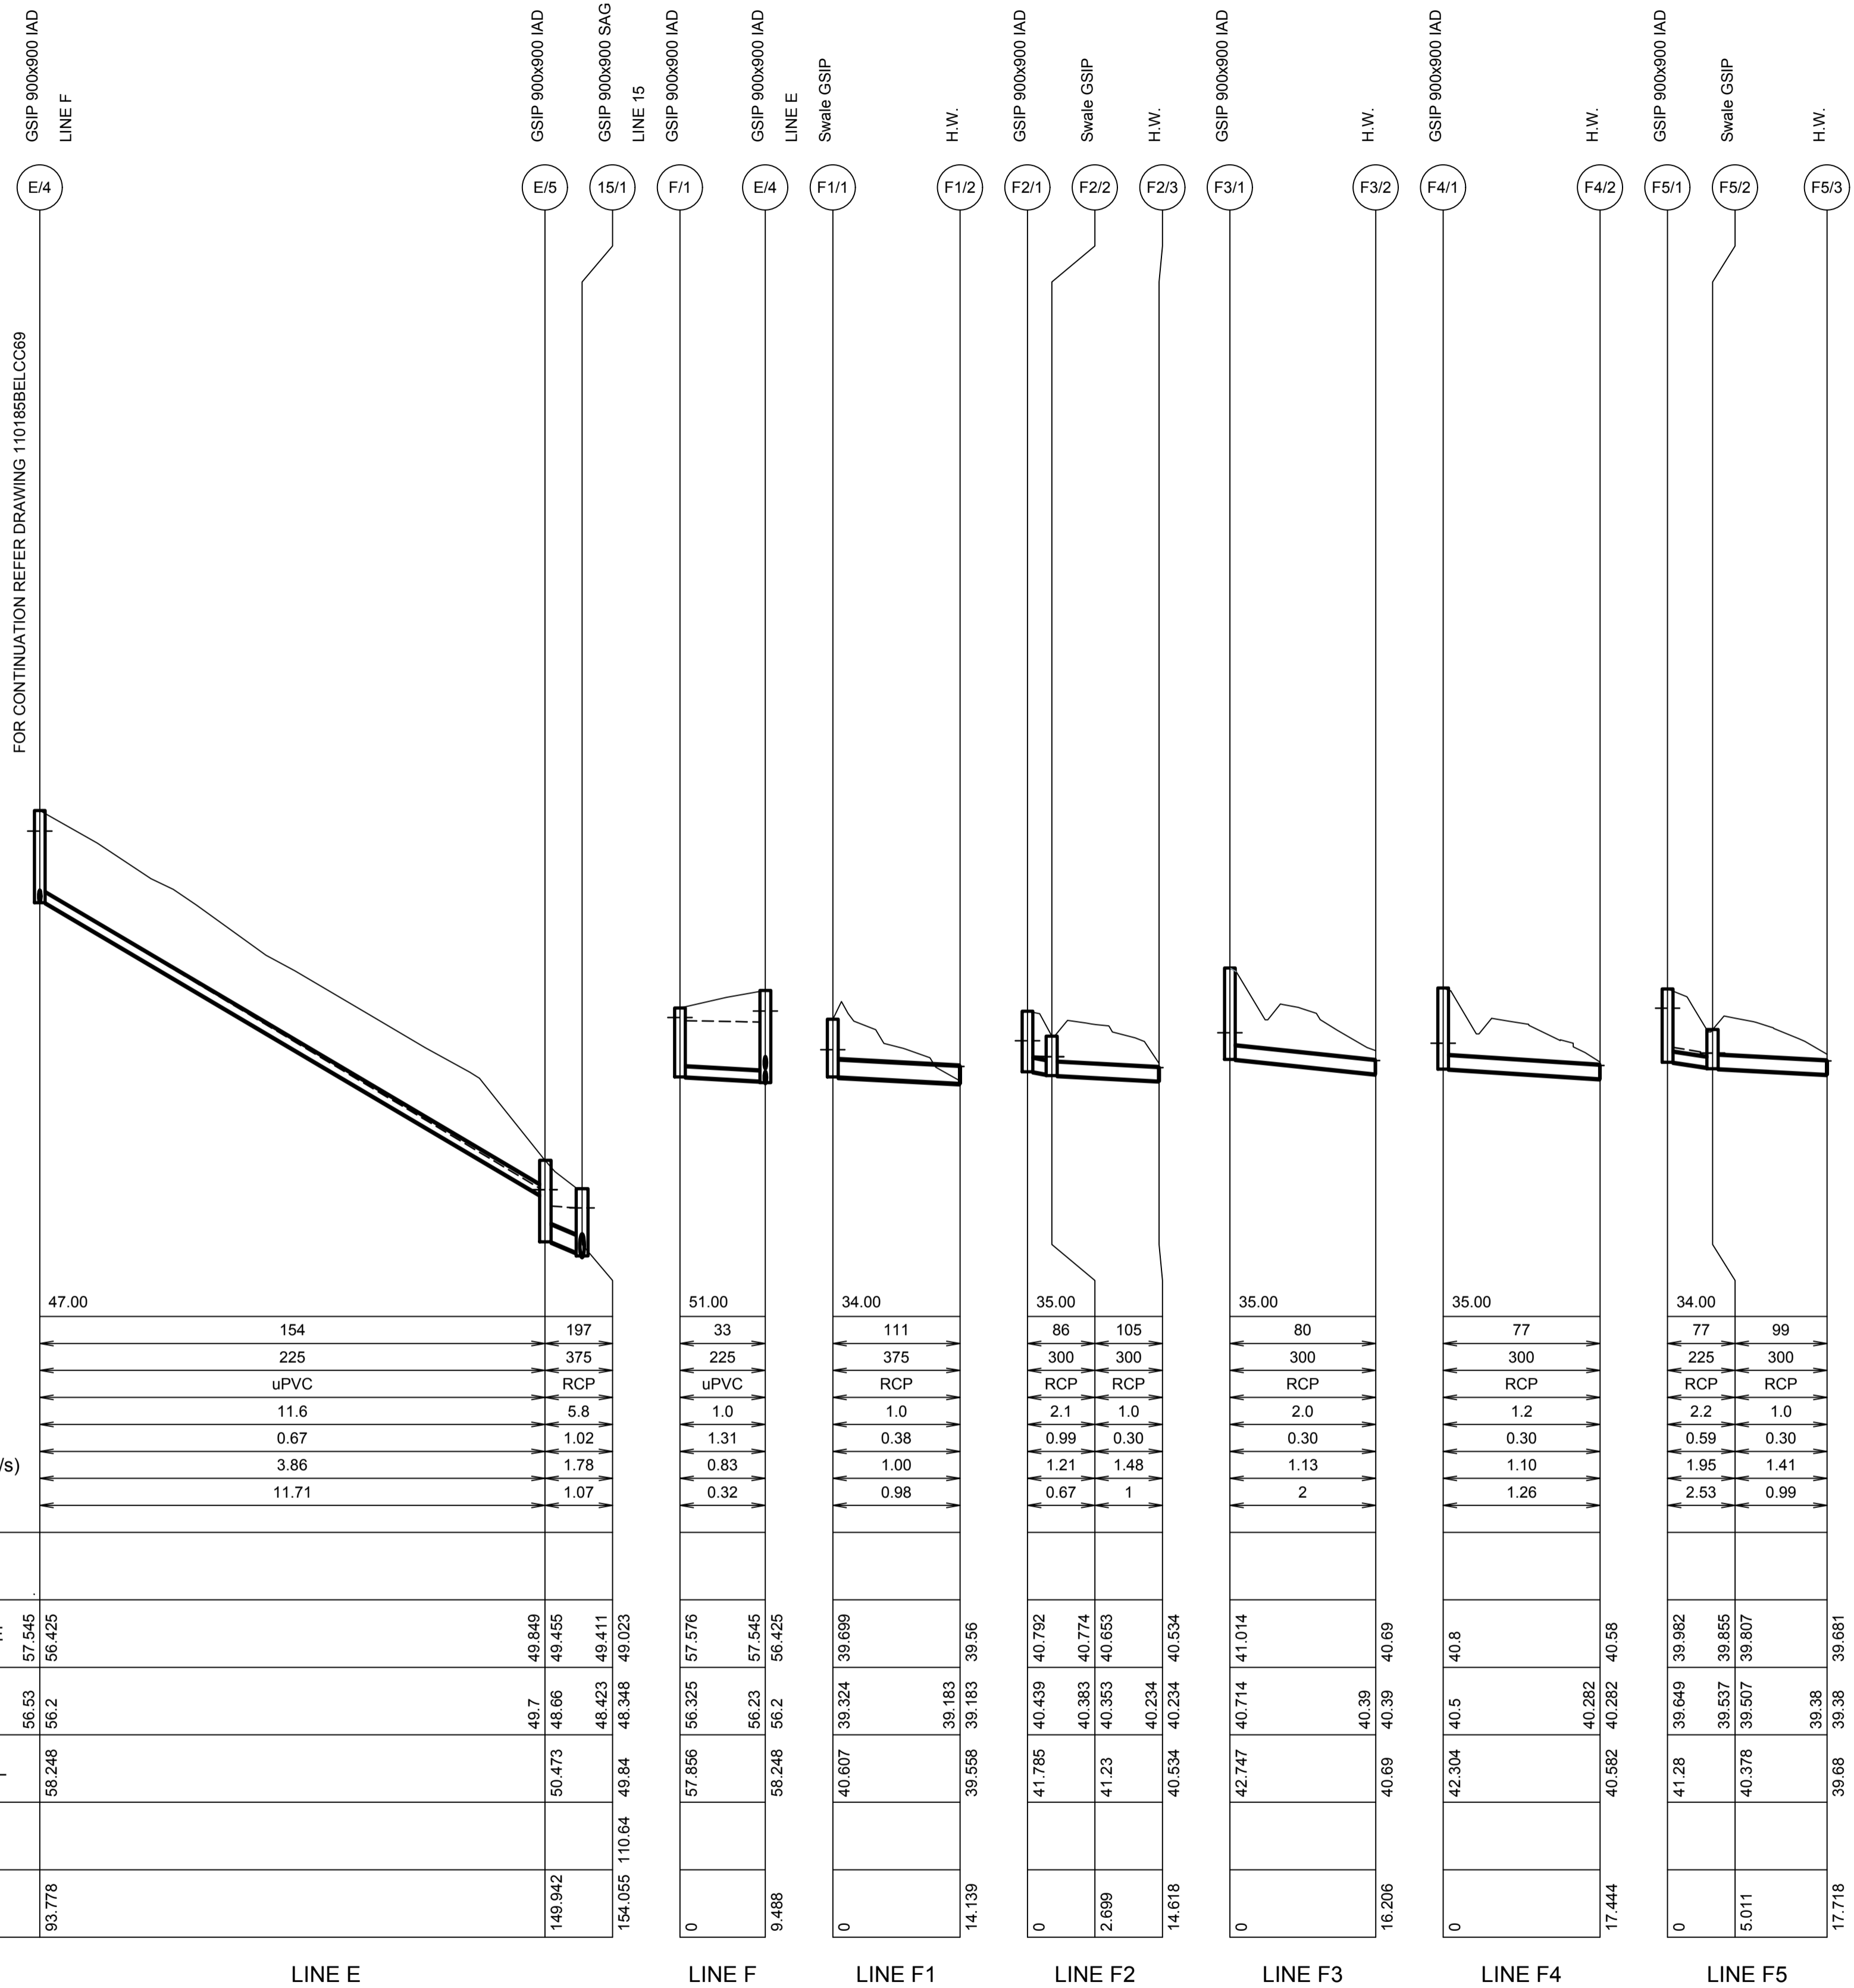 GSIP 900x900 IAD
LINE F
GSIP 900x900 IAD
GSIP 900x900 SAG
LINE 15
GSIP 900x900 IAD
GSIP 900x900 IAD
LINE E
Swale GSIP
H.W.
GSIP 900x900 IAD
Swale GSIP
H.W.
GSIP 900x900 IAD
H.W.
GSIP 900x900 IAD
H.W.
GSIP 900x900 IAD
Swale GSIP
H.W.
E/4 E/5 15/1 F/1 E/4 F1/1 F1/2 F2/1 F2/2 F2/3 F3/1 F3/2 F4/1 F4/2 F5/1 F5/2 F5/3
FOR CONTINUATION REFER DRAWING 110185BELCC69
47.00 51.00 34.00 35.00 35.00 35.00 34.00
154 197 33 111 86 105 80 77 77 99
225 375 225 375 300 300 300 300 225 300
uPVC RCP uPVC RCP RCP RCP RCP RCP RCP RCP
11.6 5.8 1.0 1.0 2.1 1.0 2.0 1.2 2.2 1.0
0.67 1.02 1.31 0.38 0.99 0.30 0.30 0.30 0.59 0.30
/s) 3.86 1.78 0.83 1.00 1.21 1.48 1.13 1.10 1.95 1.41
11.71 1.07 0.32 0.98 0.67 1 2 1.26 2.53 0.99
57.545 56.425 49.849 49.455 49.411 49.023 57.576 57.545 56.425 39.699 39.56 40.792 40.774 40.653 40.534 41.014 40.69 40.8 40.58 39.982 39.855 39.807 39.681
56.53 56.2 49.7 48.66 48.423 48.348 56.325 56.23 56.2 39.324 39.183 39.183 40.439 40.383 40.353 40.234 40.234 40.714 40.39 40.39 40.5 40.282 40.282 39.649 39.537 39.507 39.38 39.38
58.248 50.473 49.84 57.856 58.248 40.607 39.558 41.785 41.23 40.534 42.747 40.69 42.304 40.582 41.28 40.378 39.68
110.64
93.778 149.942 154.055 0 9.488 0 14.139 0 2.699 14.618 0 16.206 0 17.444 0 5.011 17.718
LINE E LINE F LINE F1 LINE F2 LINE F3 LINE F4 LINE F5